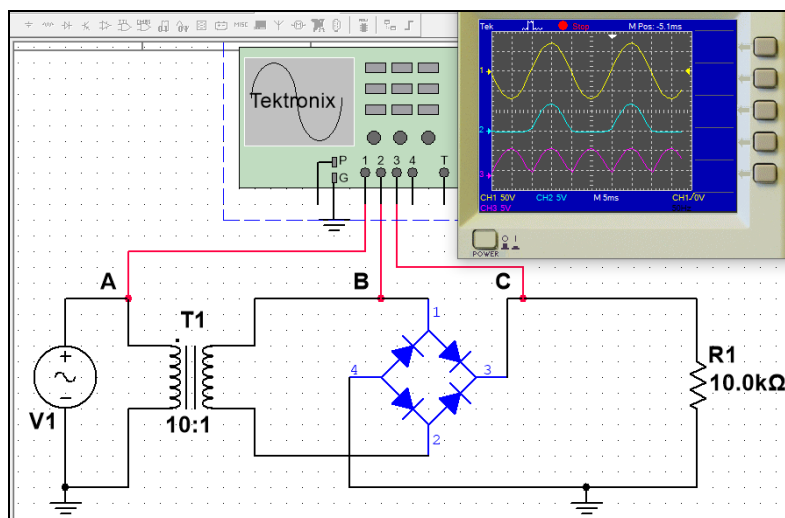 MISC
Tek Stop M Pos: -5.1ms
1
2
3
CH1 50V CH2 5V M 5ms CH1/0V
CH3 5V
POWER
O I
Tektronix
P
G
1 2 3 4 T
A
B
C
T1
10:1
V1
1
4
3
2
R1
10.0kΩ